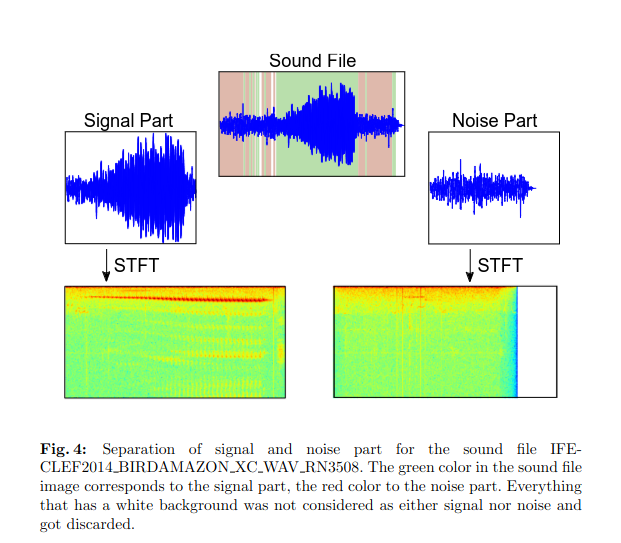 Sound File
Signal Part
Noise Part
STFT
STFT
Fig. 4: Separation of signal and noise part for the sound file IFE-
CLEF2014_BIRDAMAZON_XC_WAV_RN3508. The green color in the sound file
image corresponds to the signal part, the red color to the noise part. Everything
that has a white background was not considered as either signal nor noise and
got discarded.